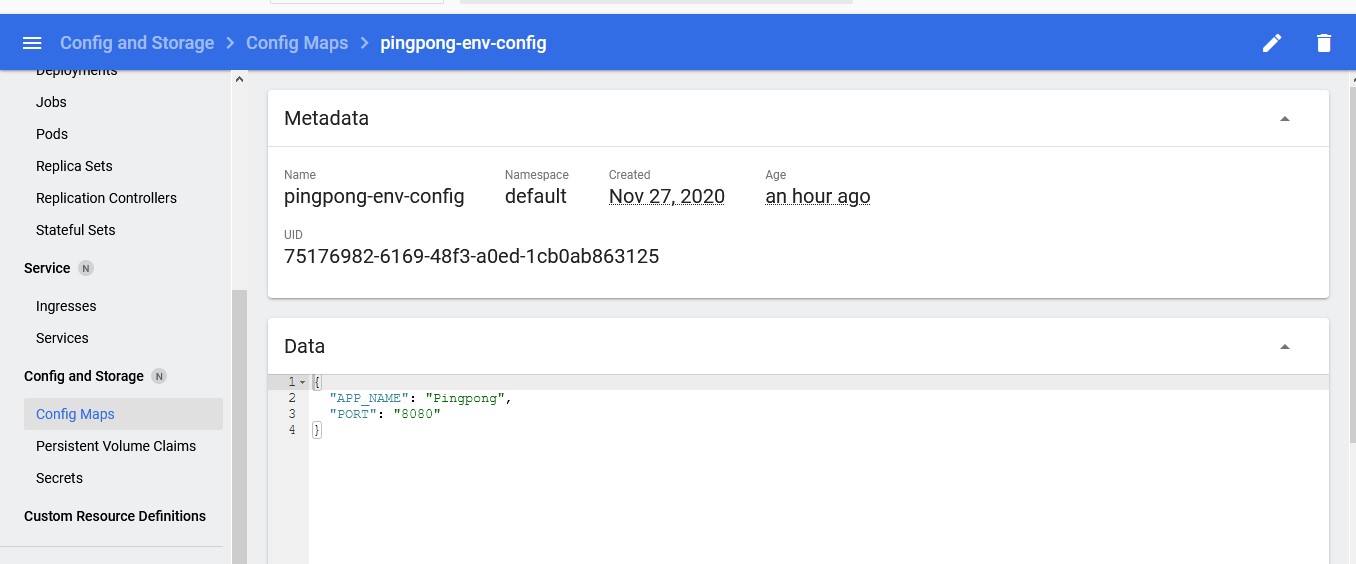 Config and Storage > Config Maps > pingpong-env-config
Deployments
Jobs
Pods
Replica Sets
Replication Controllers
Stateful Sets
Service N
Ingresses
Services
Config and Storage N
Config Maps
Persistent Volume Claims
Secrets
Custom Resource Definitions
Metadata
Name Namespace Created Age
pingpong-env-config default Nov 27, 2020 an hour ago
UID
75176982-6169-48f3-a0ed-1cb0ab863125
Data
1 {
2 "APP_NAME": "Pingpong",
3 "PORT": "8080"
4 }